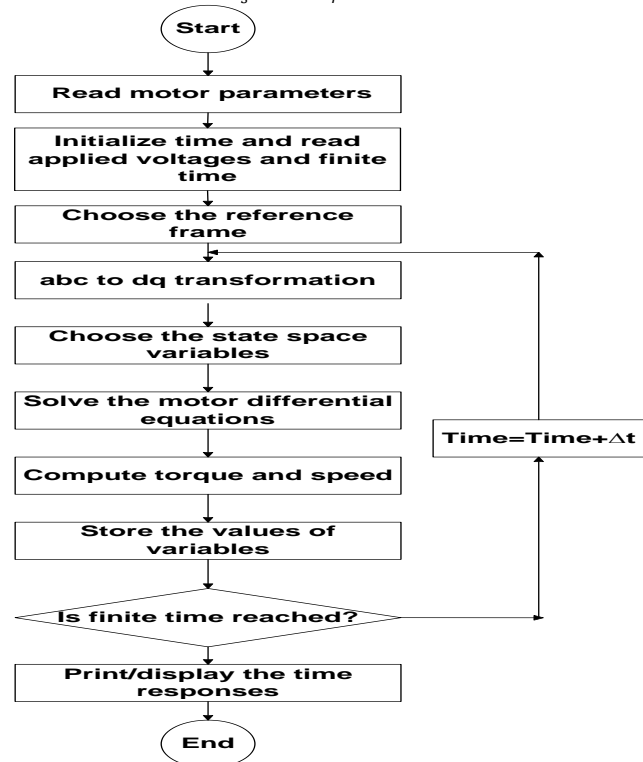 Start
Read motor parameters
Initialize time and read
applied voltages and finite
time
Choose the reference
frame
abc to dq transformation
Choose the state space
variables
Solve the motor differential
equations
Time=Time+Δt
Compute torque and speed
Store the values of
variables
Is finite time reached?
Print/display the time
responses
End